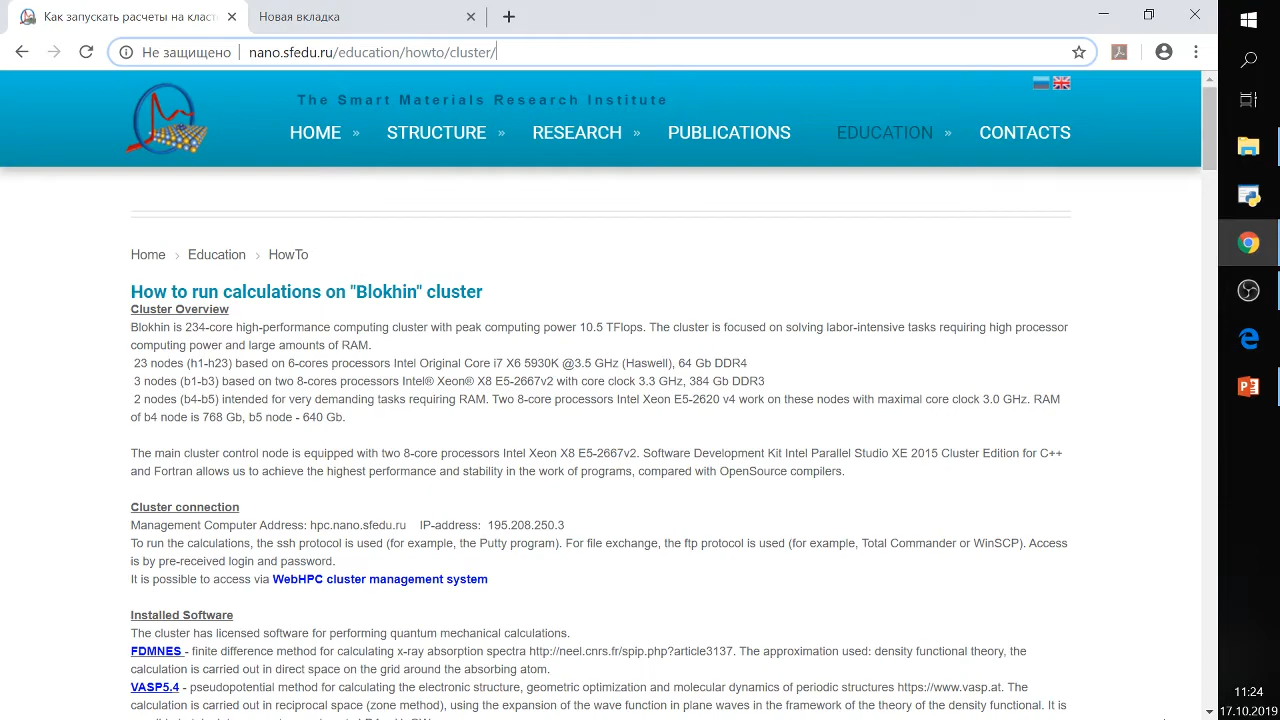 Как запускать расчеты на класт
Новая вкладка
Не защищено
nano.sfedu.ru/education/howto/cluster/
The Smart Materials Research Institute
HOME » STRUCTURE » RESEARCH » PUBLICATIONS EDUCATION » CONTACTS
Home › Education › HowTo
How to run calculations on "Blokhin" cluster
Cluster Overview
Blokhin is 234-core high-performance computing cluster with peak computing power 10.5 TFlops. The cluster is focused on solving labor-intensive tasks requiring high processor
computing power and large amounts of RAM.
23 nodes (h1-h23) based on 6-cores processors Intel Original Core i7 X6 5930K @3.5 GHz (Haswell), 64 Gb DDR4
3 nodes (b1-b3) based on two 8-cores processors Intel® Xeon® X8 E5-2667v2 with core clock 3.3 GHz, 384 Gb DDR3
2 nodes (b4-b5) intended for very demanding tasks requiring RAM. Two 8-core processors Intel Xeon E5-2620 v4 work on these nodes with maximal core clock 3.0 GHz. RAM
of b4 node is 768 Gb, b5 node - 640 Gb.
The main cluster control node is equipped with two 8-core processors Intel Xeon X8 E5-2667v2. Software Development Kit Intel Parallel Studio XE 2015 Cluster Edition for C++
and Fortran allows us to achieve the highest performance and stability in the work of programs, compared with OpenSource compilers.
Cluster connection
Management Computer Address: hpc.nano.sfedu.ru IP-address: 195.208.250.3
To run the calculations, the ssh protocol is used (for example, the Putty program). For file exchange, the ftp protocol is used (for example, Total Commander or WinSCP). Access
is by pre-received login and password.
It is possible to access via WebHPC cluster management system
Installed Software
The cluster has licensed software for performing quantum mechanical calculations.
FDMNES - finite difference method for calculating x-ray absorption spectra http://neel.cnrs.fr/spip.php?article3137. The approximation used: density functional theory, the
calculation is carried out in direct space on the grid around the absorbing atom.
VASP5.4 - pseudopotential method for calculating the electronic structure, geometric optimization and molecular dynamics of periodic structures https://www.vasp.at. The
calculation is carried out in reciprocal space (zone method), using the expansion of the wave function in plane waves in the framework of the theory of the density functional. It is
11:24
17.10.2019